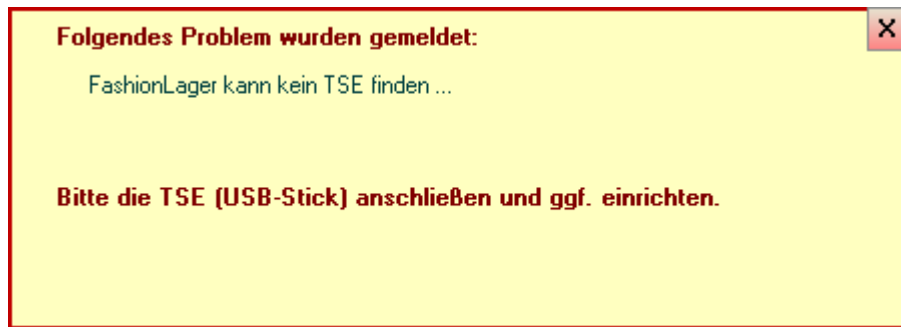 Folgendes Problem wurden gemeldet:
X
FashionLager kann kein TSE finden ...
Bitte die TSE (USB-Stick) anschließen und ggf. einrichten.